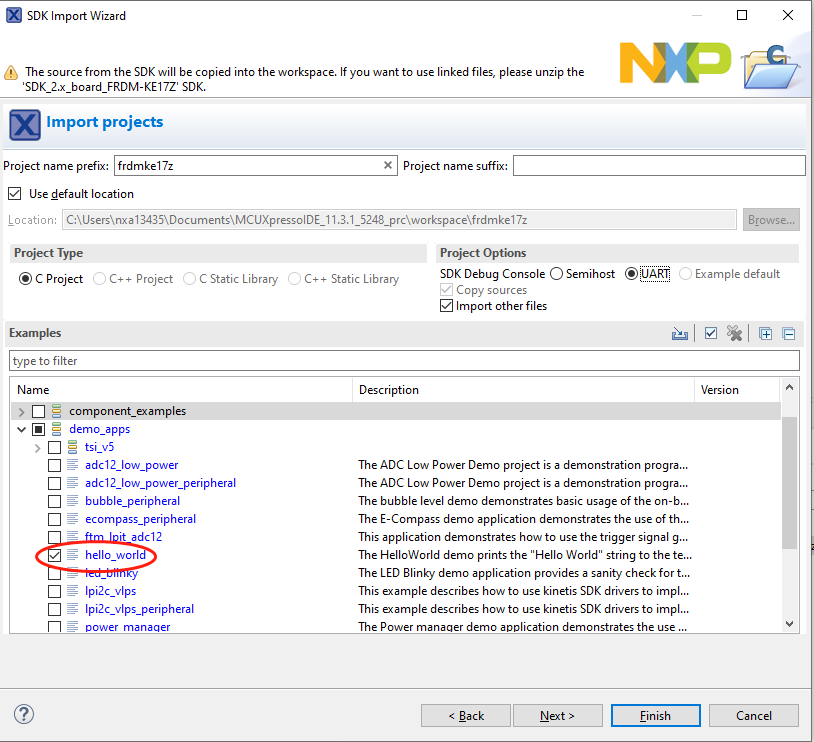 SDK Import Wizard
The source from the SDK will be copied into the workspace. If you want to use linked files, please unzip the
'SDK_2.x_board_FRDM-KE17Z' SDK.
NXP
Import projects
Project name prefix: frdmke17z Project name suffix:
Use default location
Location: C:\Users\nxa13435\Documents\MCUXpressoIDE_11.3.1_5248_prc\workspace\frdmke17z Browse...
Project Type Project Options
C Project C++ Project C Static Library C++ Static Library SDK Debug Console Semihost UART Example default
Copy sources
Import other files
Examples
type to filter
Name Description Version
component_examples
demo_apps
tsi_v5
adc12_low_power The ADC Low Power Demo project is a demonstration progra...
adc12_low_power_peripheral The ADC Low Power Demo project is a demonstration progra...
bubble_peripheral The bubble level demo demonstrates basic usage of the on-b...
ecompass_peripheral The E-Compass demo application demonstrates the use of th...
ftm_lpit_adc12 This application demonstrates how to use the trigger signal g...
hello_world The HelloWorld demo prints the "Hello World" string to the te...
led_blinky The LED Blinky demo application provides a sanity check for t...
lpi2c_vlps This example describes how to use kinetis SDK drivers to impl...
lpi2c_vlps_peripheral This example describes how to use kinetis SDK drivers to impl...
power_manager The Power manager demo application demonstrates the use ...
< Back Next > Finish Cancel